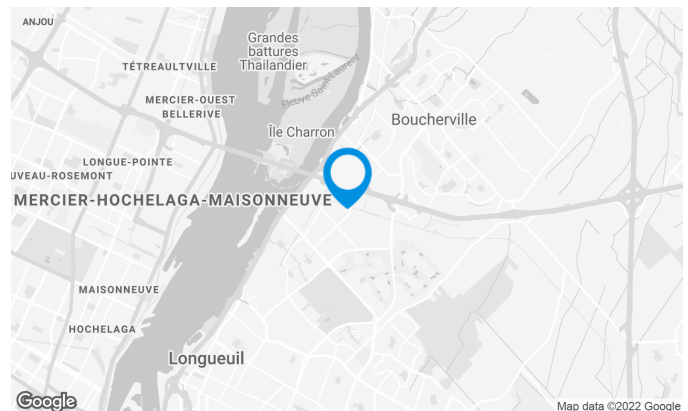 ANJOU
Grandes
battures
Thailandier
TÉTREAULTVILLE
Fleuve Saint-Laurent
MERCIER-OUEST
BELLERIVE
Boucherville
Île Charron
LONGUE-POINTE
UVEAU-ROSEMONT
MERCIER-HOCHELAGA-MAISONNEUVE
MAISONNEUVE
HOCHELAGA
Longueuil
Google
Map data ©2022 Google